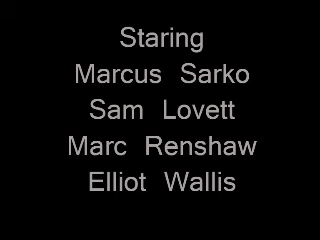 Staring
Marcus Sarko
Sam Lovett
Marc Renshaw
Elliot Wallis